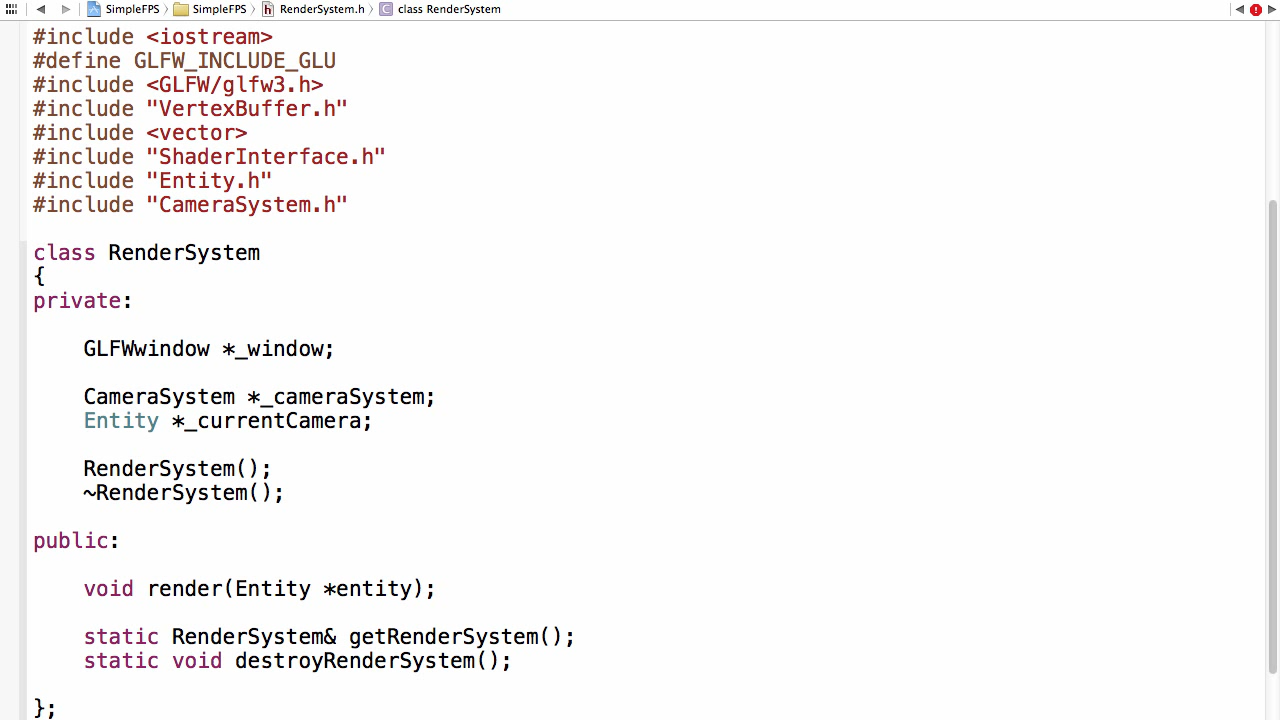 SimpleFPS SimpleFPS RenderSystem.h class RenderSystem
#include <iostream>
#define GLFW_INCLUDE_GLU
#include <GLFW/glfw3.h>
#include "VertexBuffer.h"
#include <vector>
#include "ShaderInterface.h"
#include "Entity.h"
#include "CameraSystem.h"
class RenderSystem
{
private:
GLFWwindow *_window;
CameraSystem *_cameraSystem;
Entity *_currentCamera;
RenderSystem();
~RenderSystem();
public:
void render(Entity *entity);
static RenderSystem& getRenderSystem();
static void destroyRenderSystem();
};